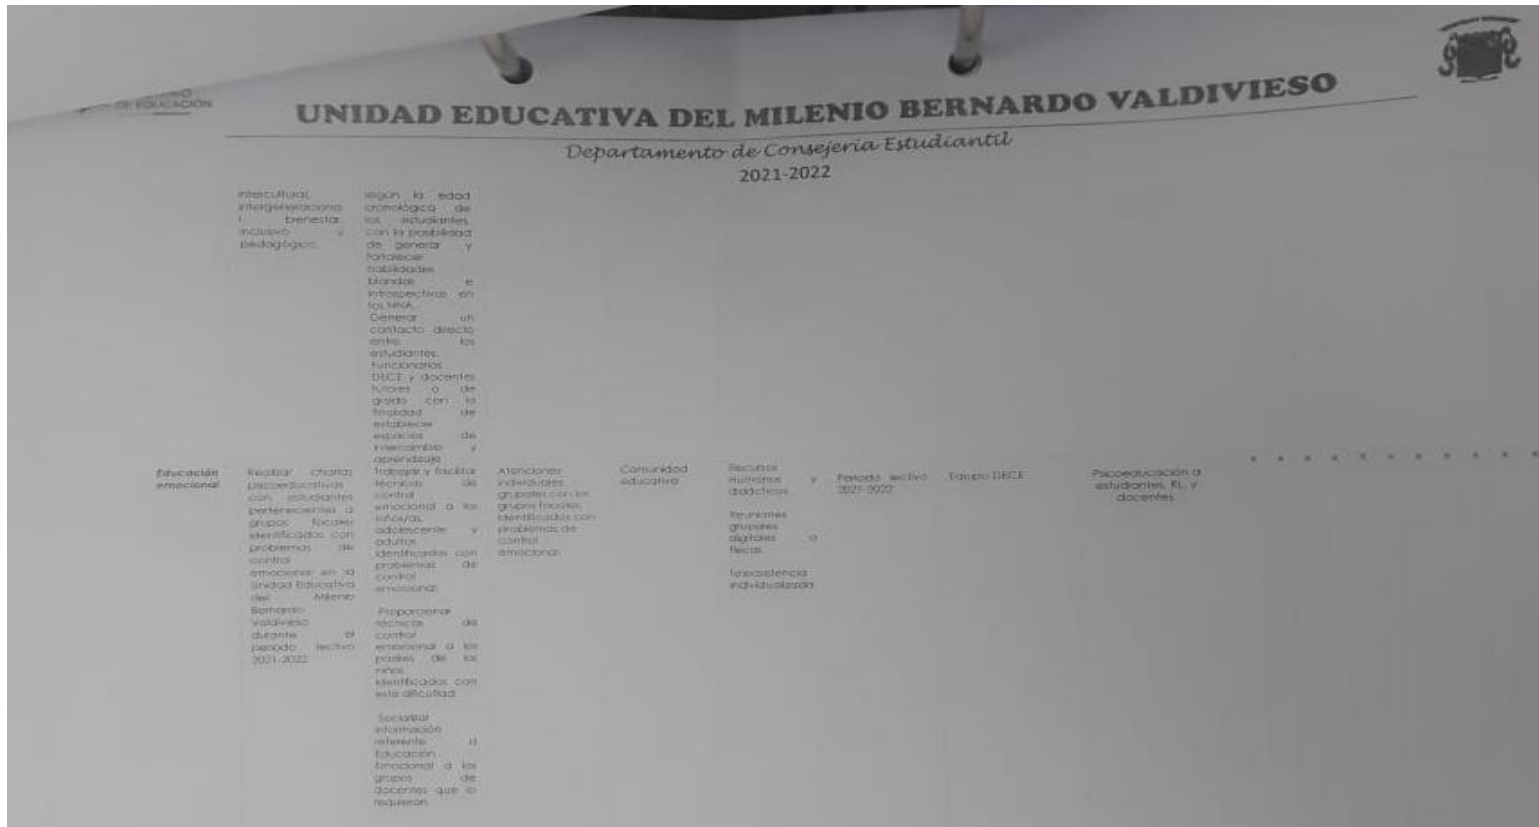 DE EDUCACIÓN
UNIDAD EDUCATIVA DEL MILENIO BERNARDO VALDIVIESO
Departamento de Consejería Estudiantil
2021-2022
intercultural,
intergeneraciona
l, bienestar,
inclusivo y
pedagógico.
según la edad
cronológica de
los estudiantes,
con la posibilidad
de generar y
fortalecer
habilidades
blandas e
introspectivas en
los NNA.
Generar un
contacto directo
entre los
estudiantes,
funcionarios
DECE y docentes
tutores o de
grado con la
finalidad de
establecer
espacios de
intercambio y
aprendizaje
Educación
emocional
Realizar charlas
psicoeducativas
con estudiantes
pertenecientes a
grupos focales
identificados con
problemas de
control
emocional en la
Unidad Educativa
del Milenio
Bernardo
Valdivieso
durante el
periodo lectivo
2021-2022
Trabajar y facilitar
técnicas de
control
emocional a los
niños/as,
adolescente y
adultos
identificados con
problemas de
control
emocional.
Proporcionar
técnicas de
control
emocional a los
padres de los
niños
identificados con
esta dificultad
Socializar
información
referente a
Educación
Emocional a los
grupos de
docentes que lo
requieran.
Atenciones
individuales,
grupales con los
grupos focales
identificados con
problemas de
control
emocional.
Comunidad
educativa
Recursos
Humanos y
didácticos
Reuniones
grupales
digitales o
físicas.
Teleasistencia
individualizada
Periodo lectivo
2021-2022
Equipo DECE
Psicoeducación a
estudiantes, RL, y
docentes
x x x x x x x x x x x